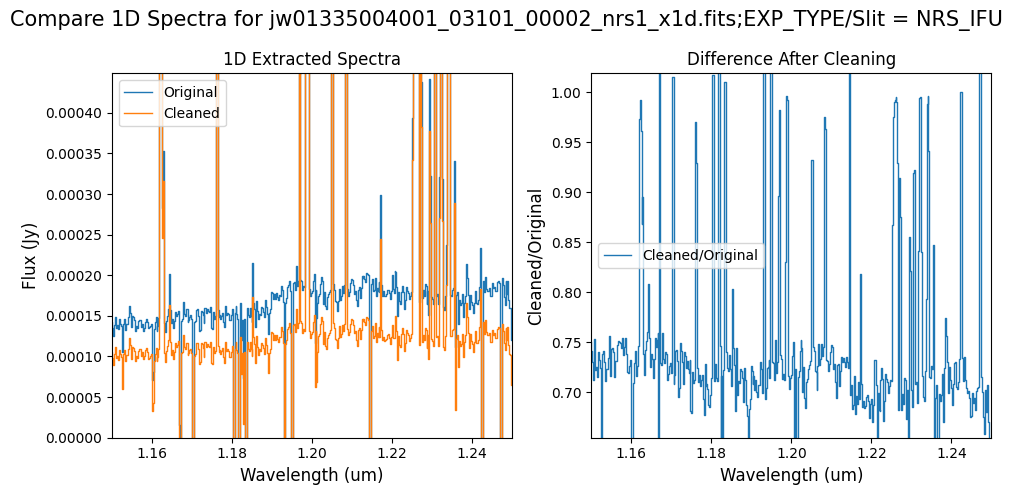 Compare 1D Spectra for jw01335004001_03101_00002_nrs1_x1d.fits;EXP_TYPE/Slit = NRS_IFU
1D Extracted Spectra
Flux (Jy)
0.00040
0.00035
0.00030
0.00025
0.00020
0.00015
0.00010
0.00005
0.00000
Original
Cleaned
1.16
1.18
1.20
1.22
1.24
Wavelength (um)
Difference After Cleaning
Cleaned/Original
1.00
0.95
0.90
0.85
0.80
0.75
0.70
Cleaned/Original
1.16
1.18
1.20
1.22
1.24
Wavelength (um)